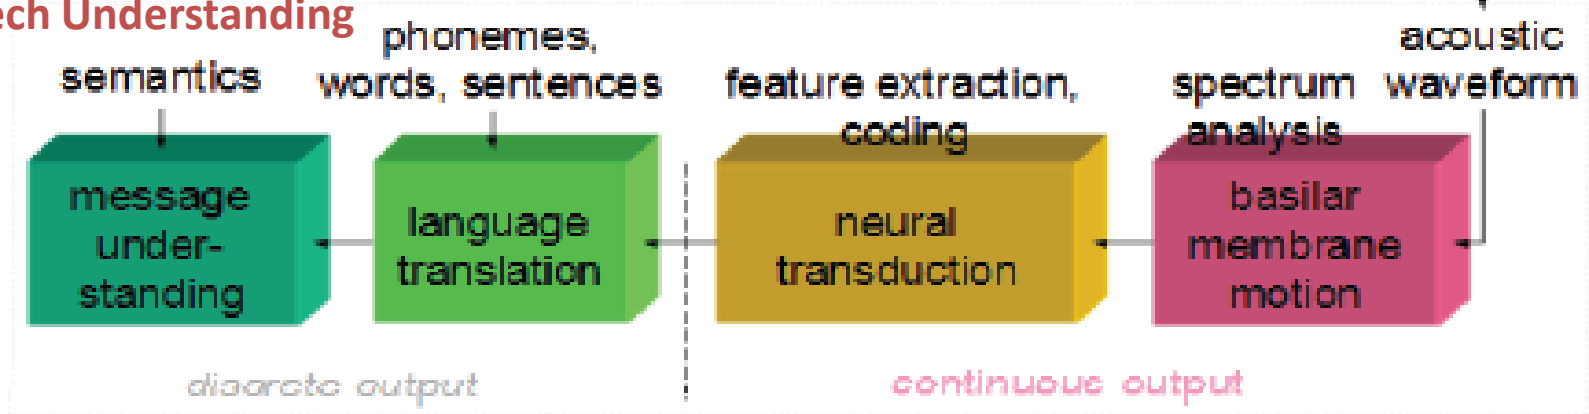 ech Understanding
semantics
phonemes,
words, sentences
feature extraction,
coding
spectrum
analysis
acoustic
waveform
message
under-
standing
language
translation
neural
transduction
basilar
membrane
motion
discrete output
continuous output